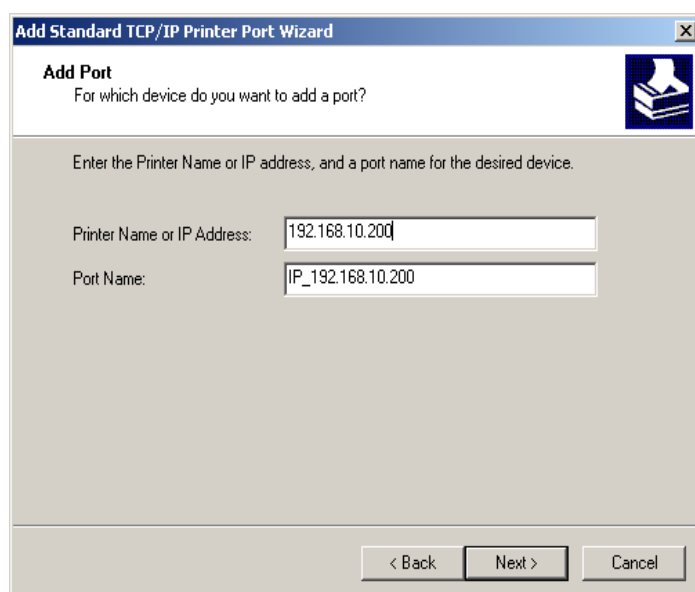 Add Standard TCP/IP Printer Port Wizard
Add Port
For which device do you want to add a port?
Enter the Printer Name or IP address, and a port name for the desired device.
Printer Name or IP Address: 192.168.10.200
Port Name: IP_192.168.10.200
< Back Next > Cancel